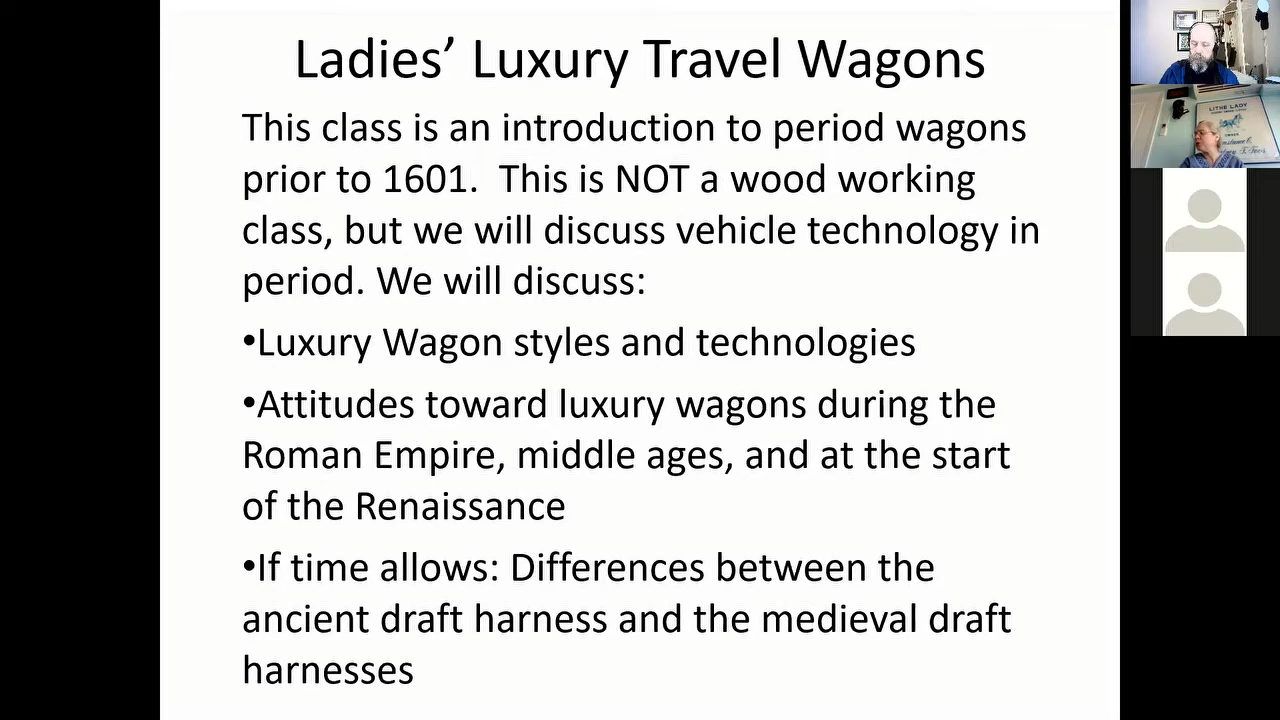 Ladies’ Luxury Travel Wagons
This class is an introduction to period wagons
prior to 1601.  This is NOT a wood working
class, but we will discuss vehicle technology in
period. We will discuss:
•Luxury Wagon styles and technologies
•Attitudes toward luxury wagons during the
Roman Empire, middle ages, and at the start
of the Renaissance
•If time allows: Differences between the
ancient draft harness and the medieval draft
harnesses
LITHE LADY